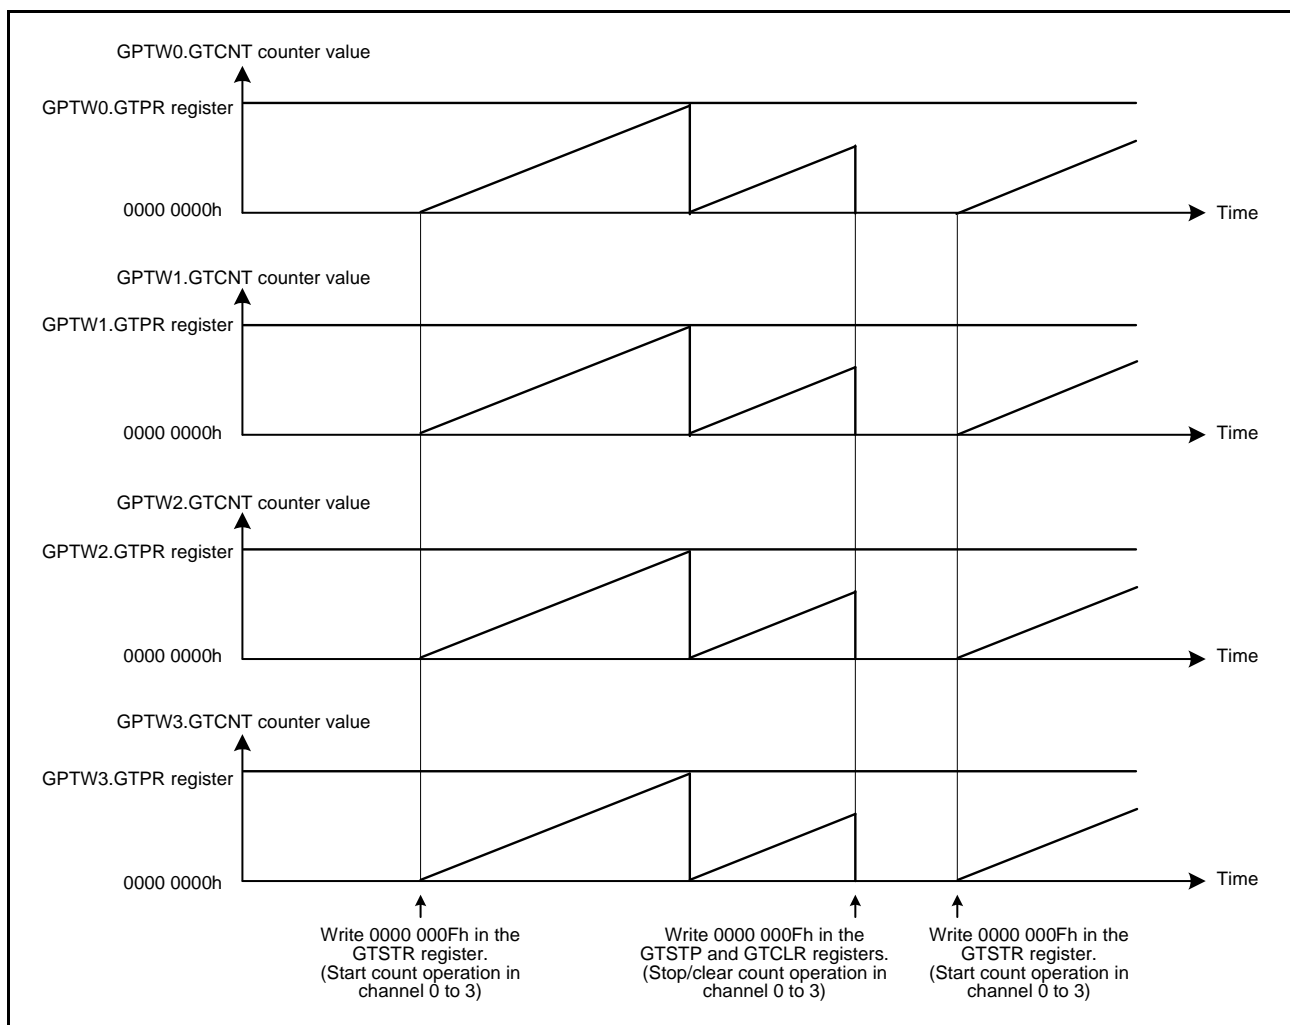 GPTW0.GTCNT counter value
GPTW0.GTPR register
0000 0000h
Time
GPTW1.GTCNT counter value
GPTW1.GTPR register
0000 0000h
Time
GPTW2.GTCNT counter value
GPTW2.GTPR register
0000 0000h
Time
GPTW3.GTCNT counter value
GPTW3.GTPR register
0000 0000h
Time
Write 0000 000Fh in the
GTSTR register.
(Start count operation in
channel 0 to 3)
Write 0000 000Fh in the
GTSTP and GTCLR registers.
(Stop/clear count operation in
channel 0 to 3)
Write 0000 000Fh in the
GTSTR register.
(Start count operation in
channel 0 to 3)